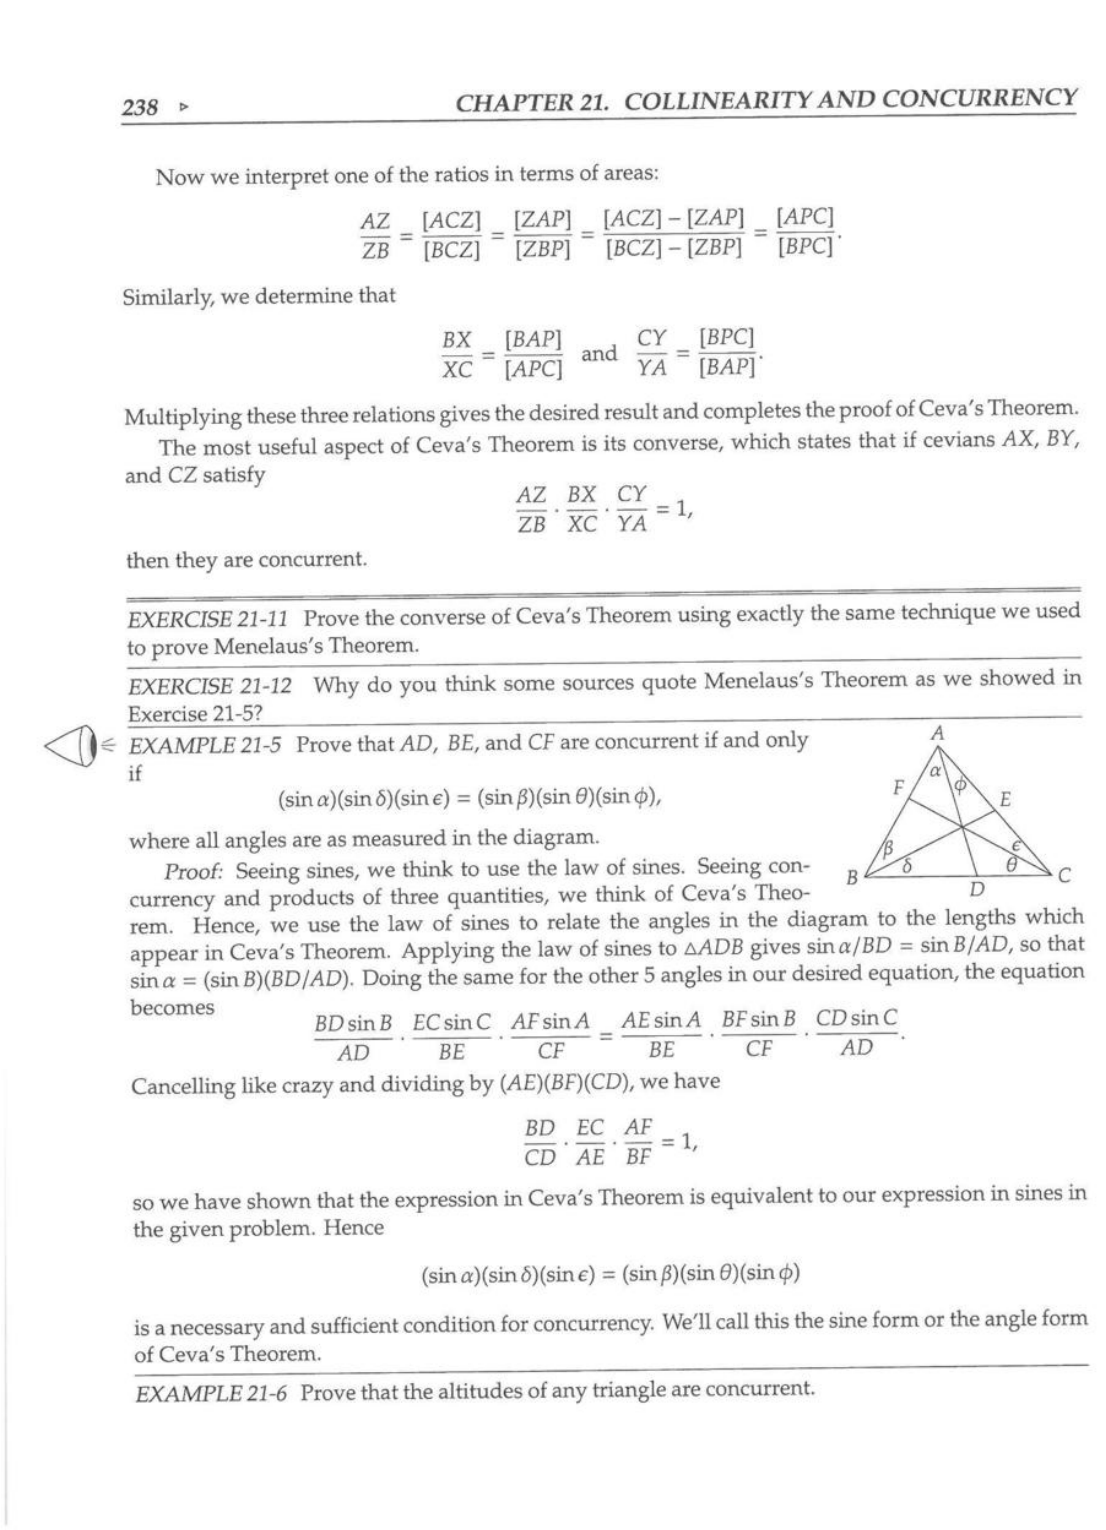 238 ▷ CHAPTER 21. COLLINEARITY AND CONCURRENCY
Now we interpret one of the ratios in terms of areas:
AZ/ZB = [ACZ]/[BCZ] = [ZAP]/[ZBP] = ([ACZ] − [ZAP])/([BCZ] − [ZBP]) = [APC]/[BPC].
Similarly, we determine that
BX/XC = [BAP]/[APC] and CY/YA = [BPC]/[BAP].
Multiplying these three relations gives the desired result and completes the proof of Ceva's Theorem.
The most useful aspect of Ceva's Theorem is its converse, which states that if cevians AX, BY,
and CZ satisfy
AZ/ZB · BX/XC · CY/YA = 1,
then they are concurrent.
EXERCISE 21-11 Prove the converse of Ceva's Theorem using exactly the same technique we used
to prove Menelaus's Theorem.
EXERCISE 21-12 Why do you think some sources quote Menelaus's Theorem as we showed in
Exercise 21-5?
EXAMPLE 21-5 Prove that AD, BE, and CF are concurrent if and only
if
(sin α)(sin δ)(sin ϵ) = (sin β)(sin θ)(sin ϕ),
where all angles are as measured in the diagram.
A
α
ϕ
F
E
β
δ
ϵ
θ
B
D
C
Proof: Seeing sines, we think to use the law of sines. Seeing con-
currency and products of three quantities, we think of Ceva's Theo-
rem. Hence, we use the law of sines to relate the angles in the diagram to the lengths which
appear in Ceva's Theorem. Applying the law of sines to △ADB gives sin α/BD = sin B/AD, so that
sin α = (sin B)(BD/AD). Doing the same for the other 5 angles in our desired equation, the equation
becomes
BD sin B/AD · EC sin C/BE · AF sin A/CF = AE sin A/BE · BF sin B/CF · CD sin C/AD.
Cancelling like crazy and dividing by (AE)(BF)(CD), we have
BD/CD · EC/AE · AF/BF = 1,
so we have shown that the expression in Ceva's Theorem is equivalent to our expression in sines in
the given problem. Hence
(sin α)(sin δ)(sin ϵ) = (sin β)(sin θ)(sin ϕ)
is a necessary and sufficient condition for concurrency. We'll call this the sine form or the angle form
of Ceva's Theorem.
EXAMPLE 21-6 Prove that the altitudes of any triangle are concurrent.